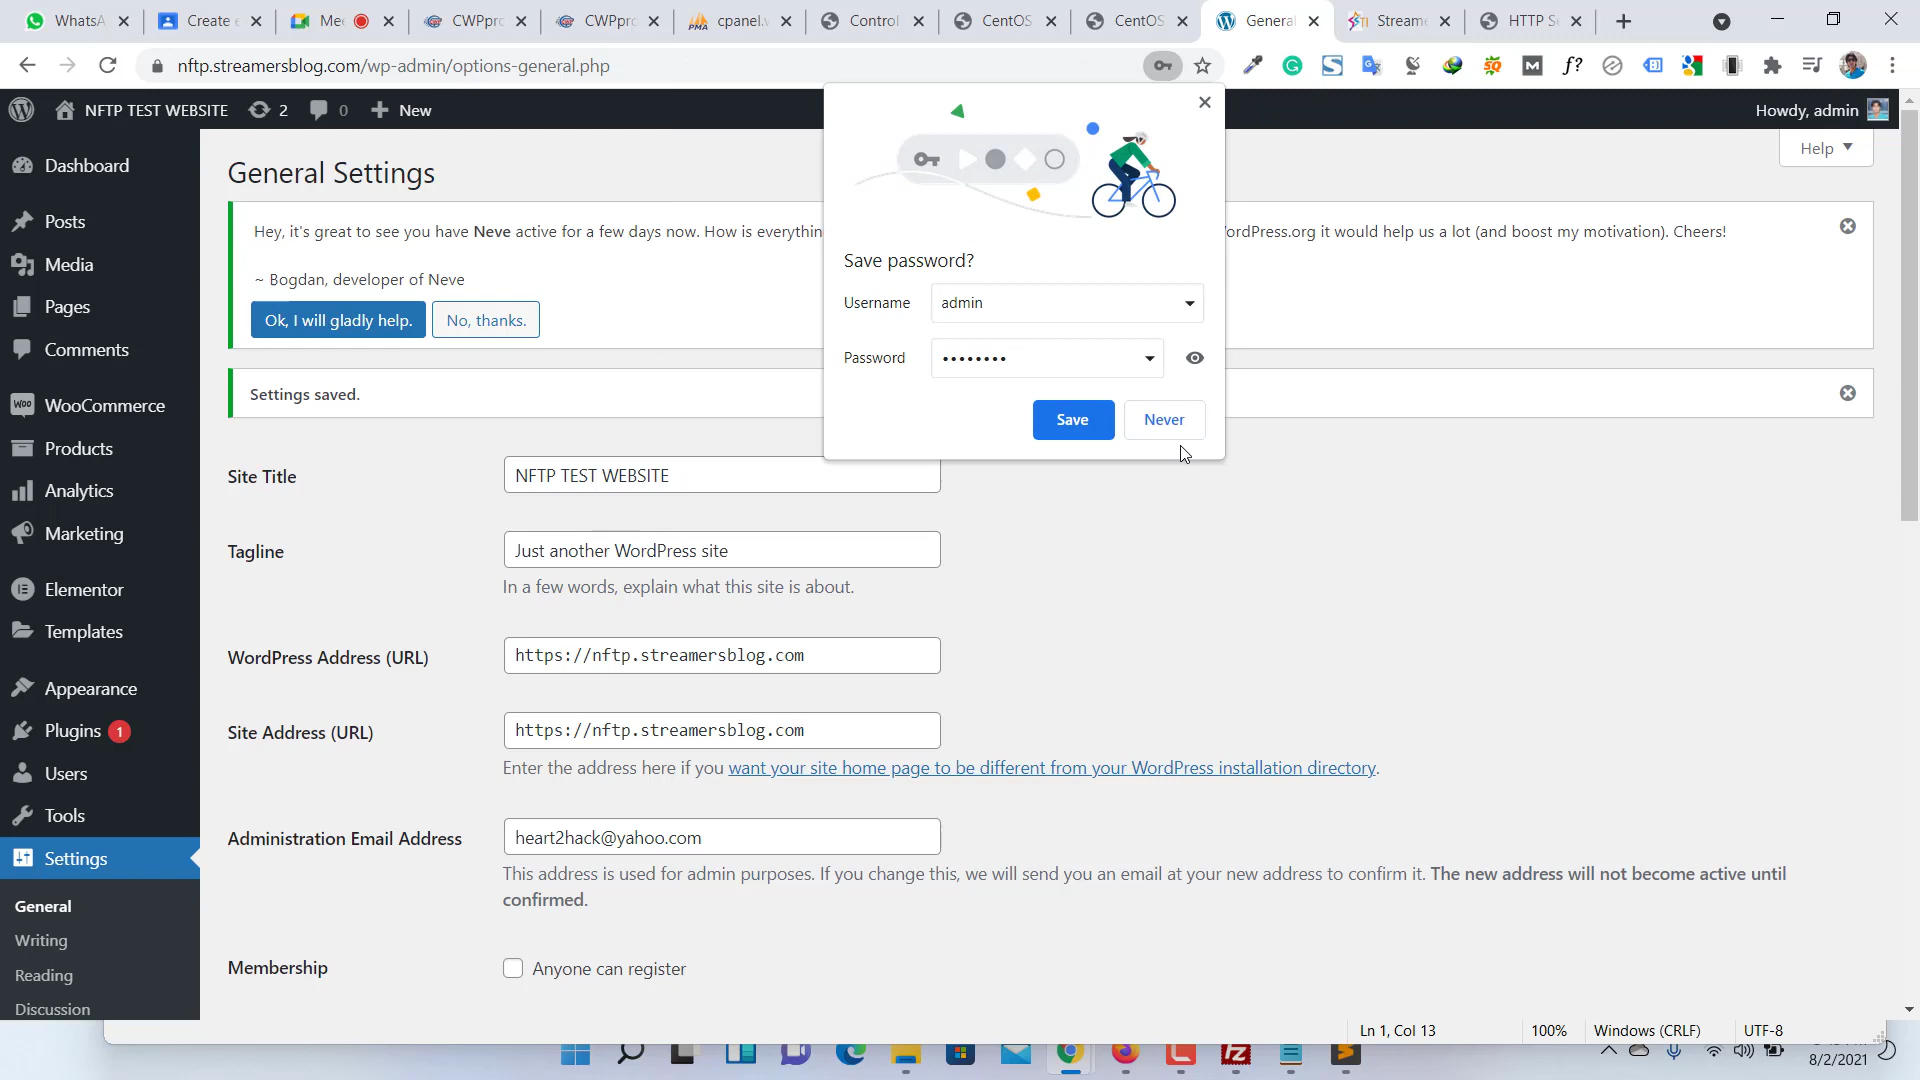 WhatsA
Create
Me
CWPpro
CWPpro
cpanel.w
Control
CentOS
CentOS
General
Streame
HTTP S
nftp.streamersblog.com/wp-admin/options-general.php
NFTP TEST WEBSITE
2
0
New
Howdy, admin
Help
Dashboard
Posts
Media
Pages
Comments
WooCommerce
Products
Analytics
Marketing
Elementor
Templates
Appearance
Plugins 1
Users
Tools
Settings
General
Writing
Reading
Discussion
General Settings
Hey, it's great to see you have Neve active for a few days now. How is everythin
WordPress.org it would help us a lot (and boost my motivation). Cheers!
~ Bogdan, developer of Neve
Ok, I will gladly help.
No, thanks.
Settings saved.
Save password?
Username
admin
Password
••••••••
Save
Never
Site Title
NFTP TEST WEBSITE
Tagline
Just another WordPress site
In a few words, explain what this site is about.
WordPress Address (URL)
https://nftp.streamersblog.com
Site Address (URL)
https://nftp.streamersblog.com
Enter the address here if you want your site home page to be different from your WordPress installation directory.
Administration Email Address
heart2hack@yahoo.com
This address is used for admin purposes. If you change this, we will send you an email at your new address to confirm it. The new address will not become active until
confirmed.
Membership
Anyone can register
Ln 1, Col 13
100%
Windows (CRLF)
UTF-8
8/2/2021